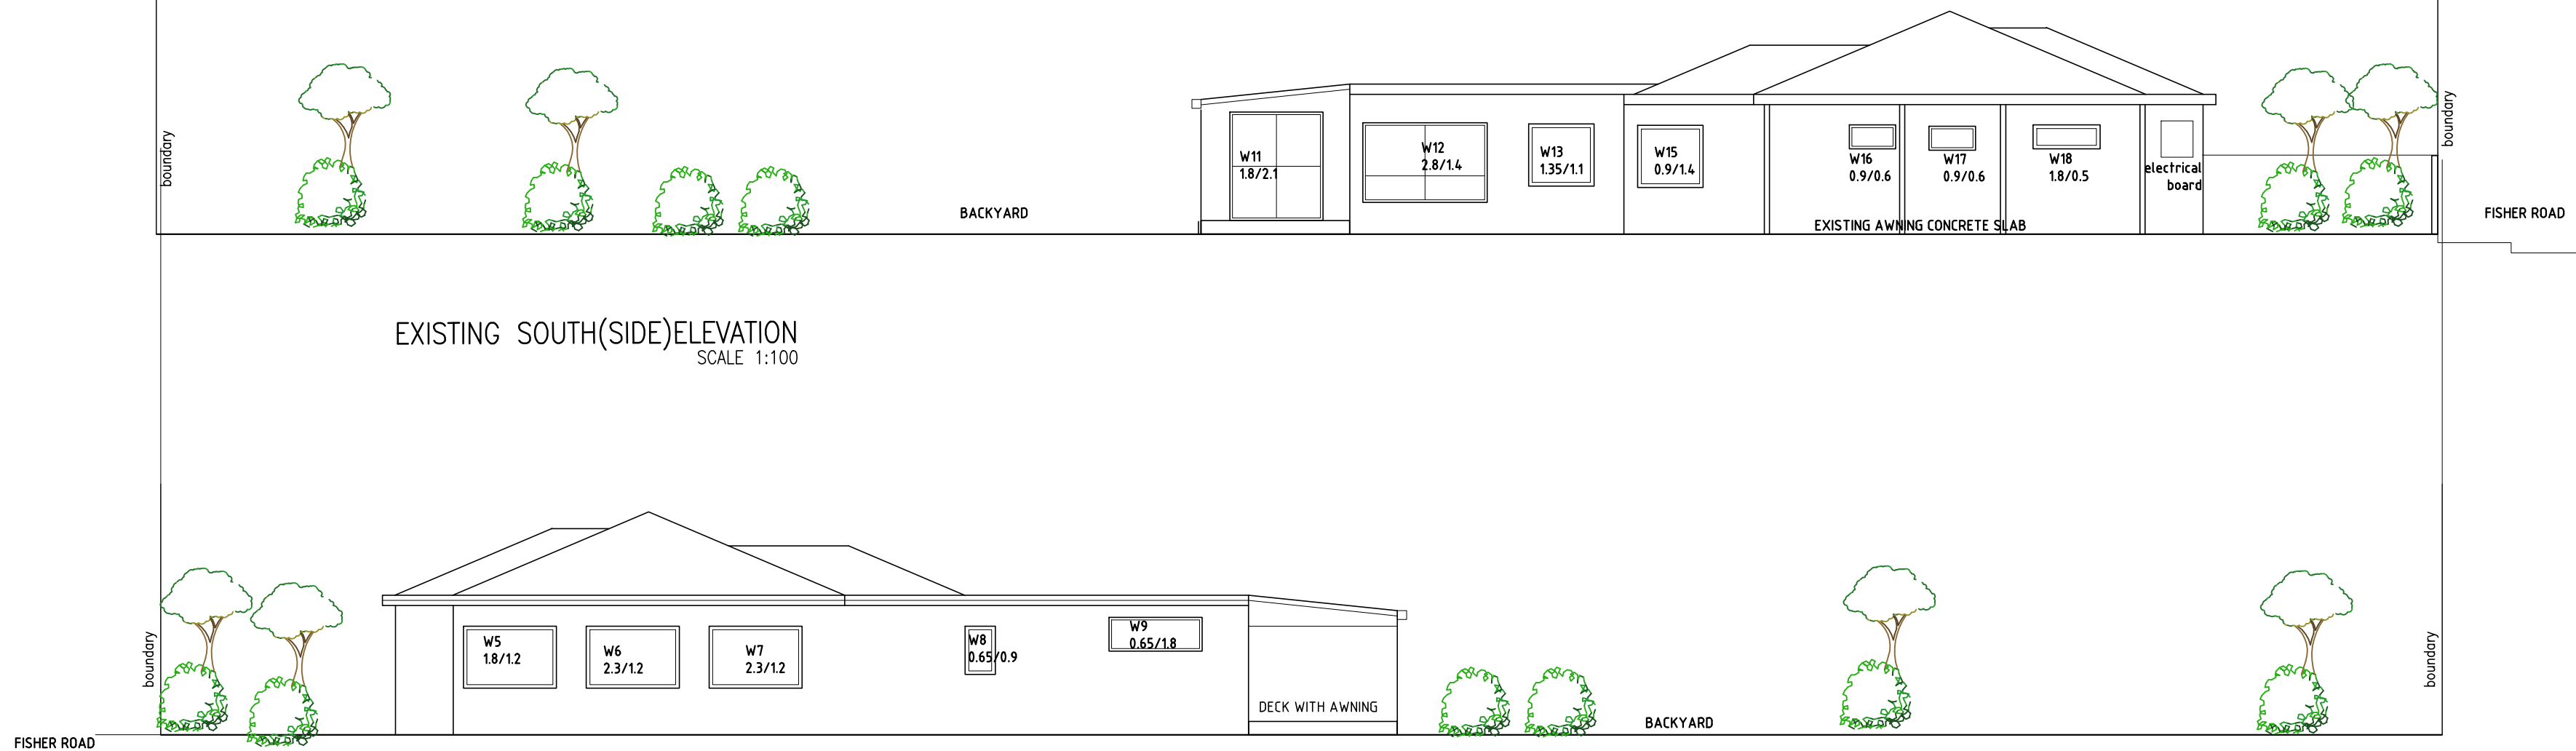 boundary
W11
1.8/2.1
W12
2.8/1.4
W13
1.35/1.1
W15
0.9/1.4
W16
0.9/0.6
W17
0.9/0.6
W18
1.8/0.5
electrical
board
boundary
BACKYARD
EXISTING AWNING CONCRETE SLAB
FISHER ROAD
EXISTING SOUTH(SIDE)ELEVATION
SCALE 1:100
boundary
W5
1.8/1.2
W6
2.3/1.2
W7
2.3/1.2
W8
0.65/0.9
W9
0.65/1.8
DECK WITH AWNING
BACKYARD
boundary
FISHER ROAD